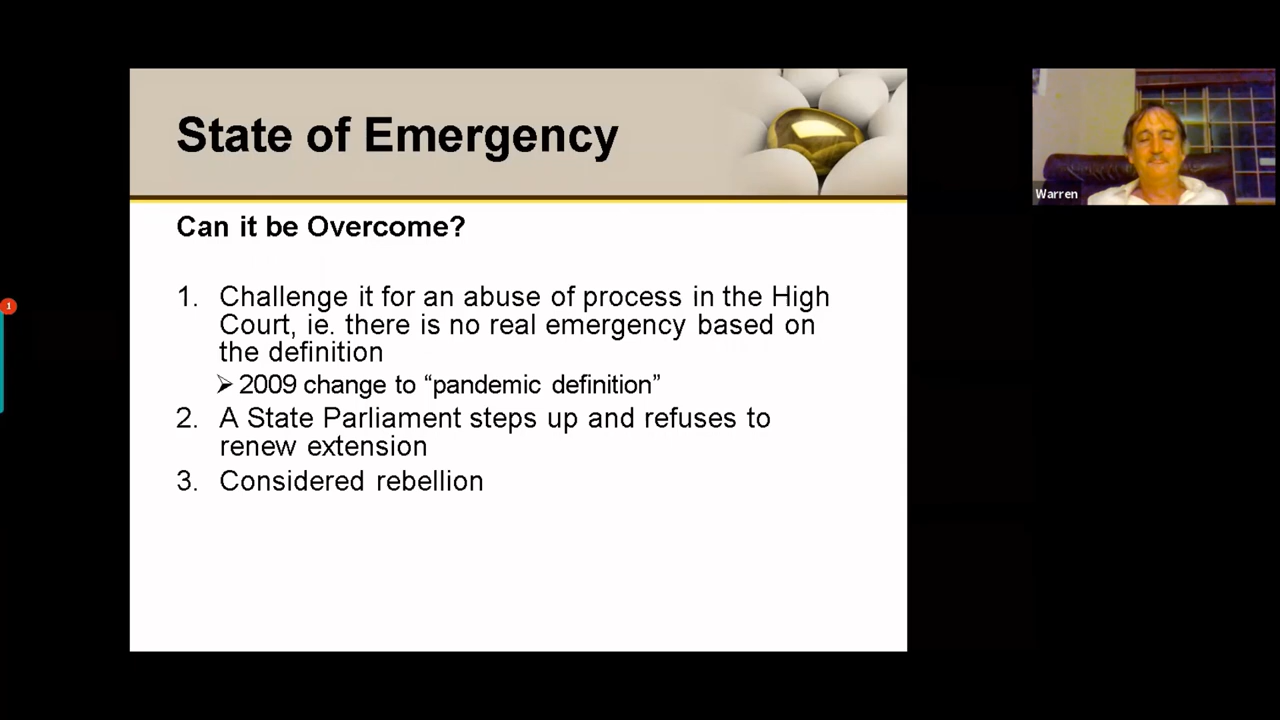 State of Emergency
Can it be Overcome?
1. Challenge it for an abuse of process in the High
Court, ie. there is no real emergency based on
the definition
➢ 2009 change to “pandemic definition”
2. A State Parliament steps up and refuses to
renew extension
3. Considered rebellion
Warren
1